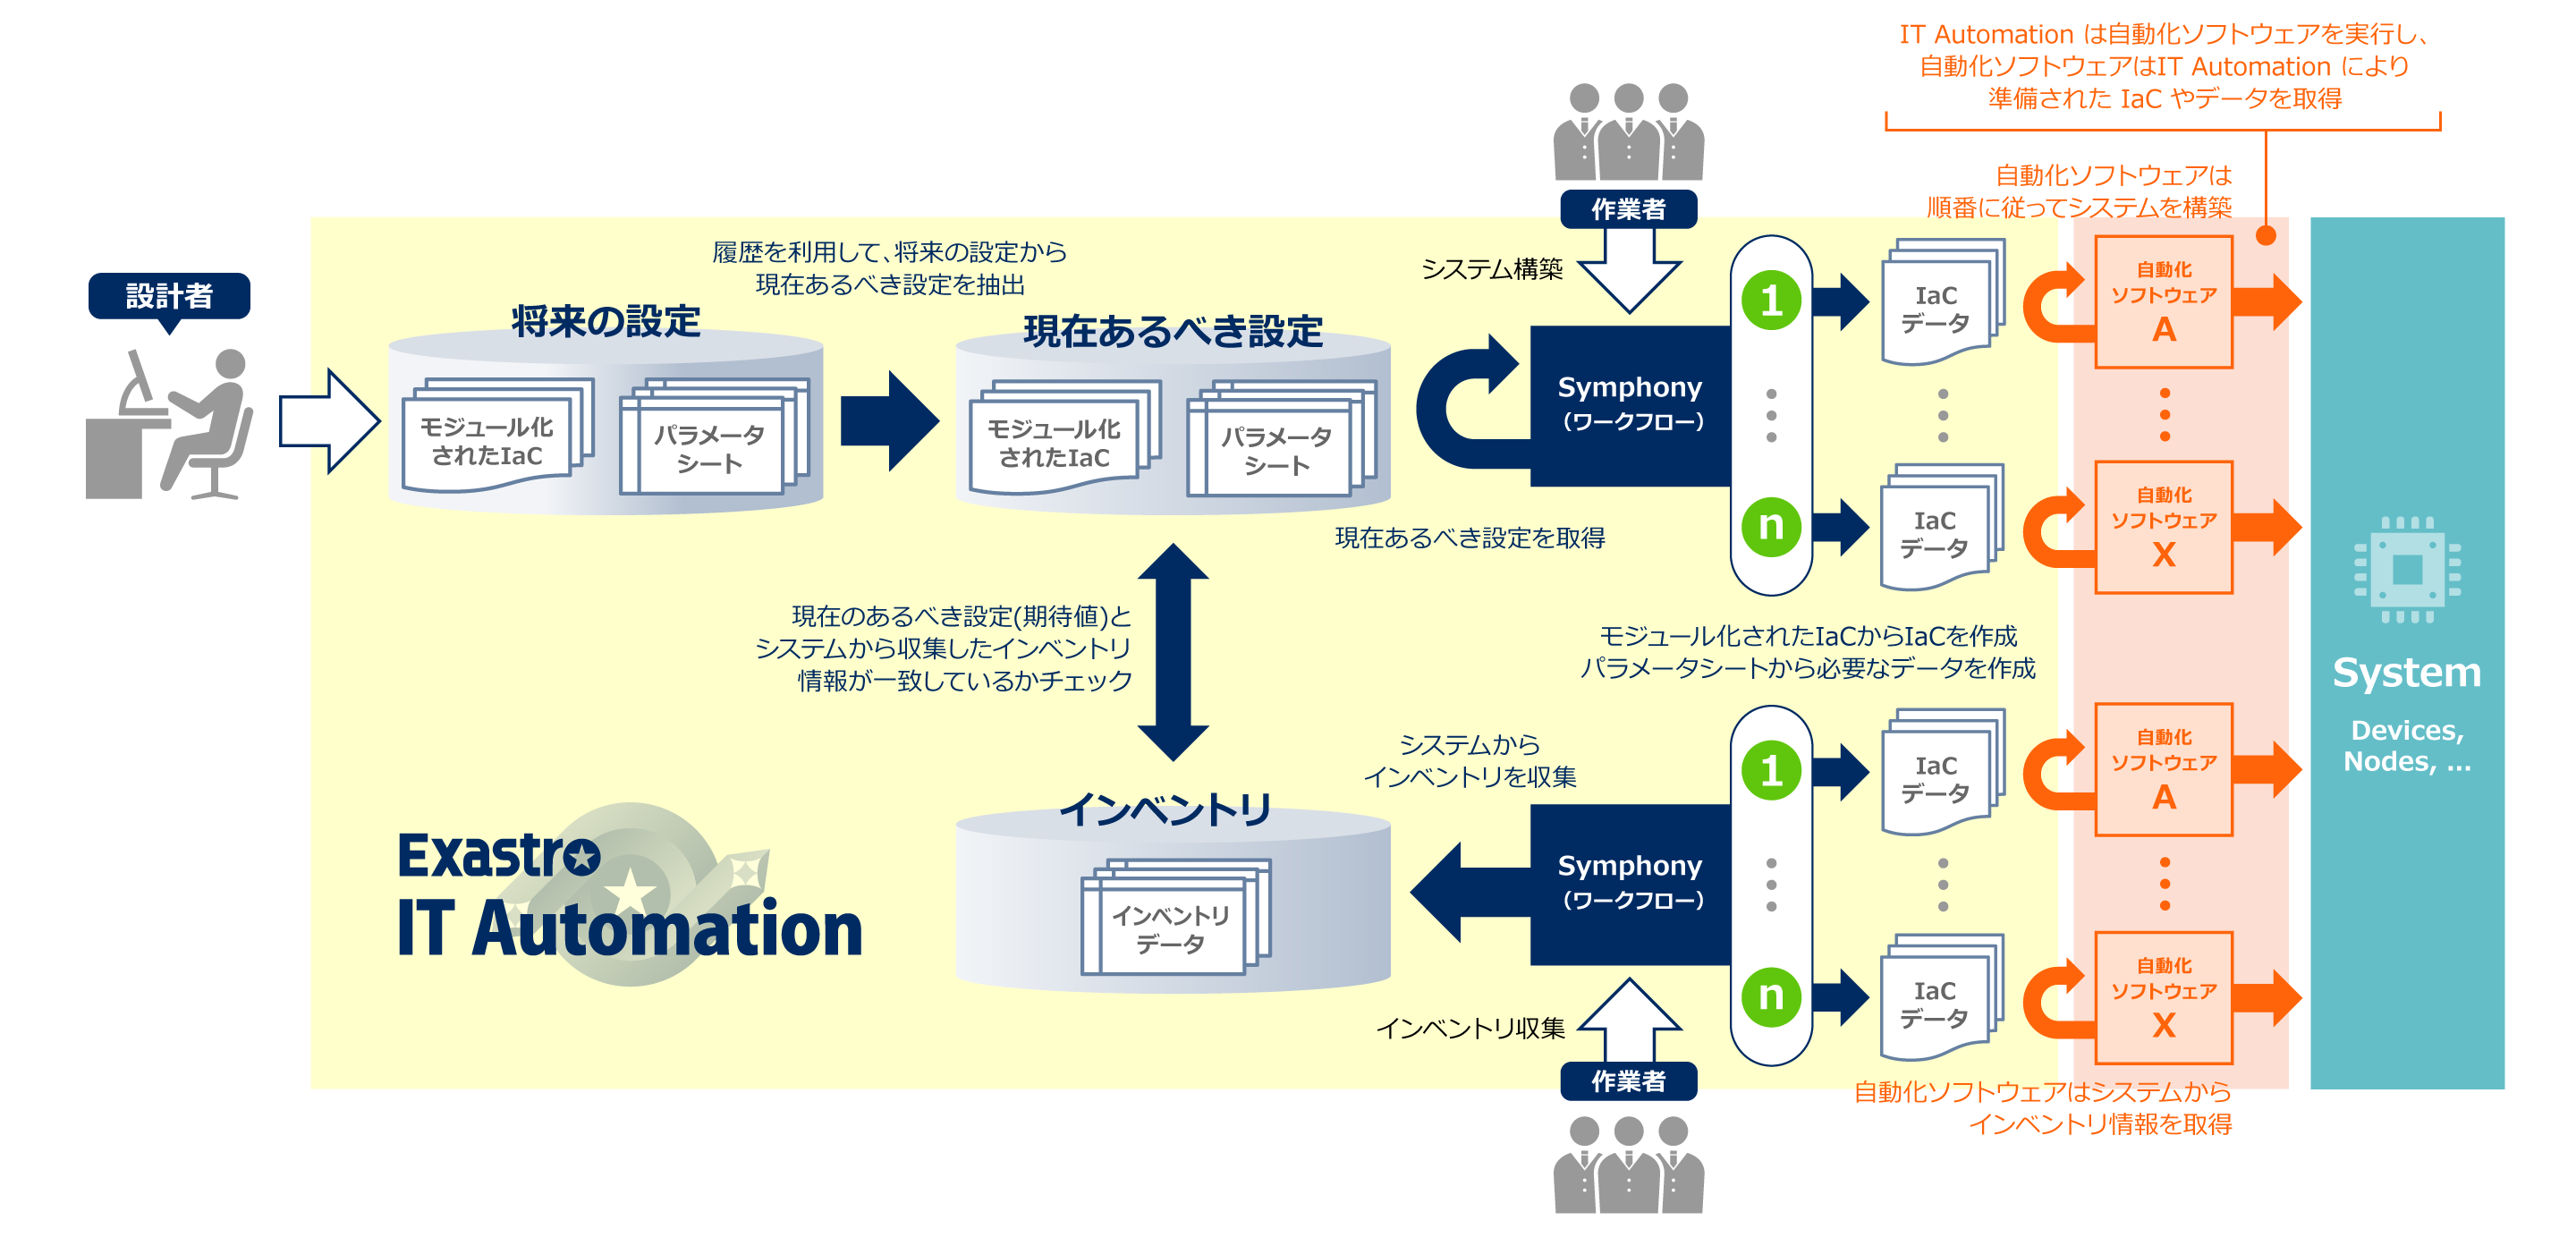 IT Automation は自動化ソフトウェアを実行し、
自動化ソフトウェアはIT Automation により
準備された IaC やデータを取得
自動化ソフトウェアは
順番に従ってシステムを構築
作業者
システム構築
設計者
履歴を利用して、将来の設定から
現在あるべき設定を抽出
将来の設定
モジュール化
されたIaC
パラメータ
シート
現在あるべき設定
モジュール化
されたIaC
パラメータ
シート
Symphony
（ワークフロー）
現在あるべき設定を取得
1
n
IaC
データ
IaC
データ
自動化
ソフトウェア
A
自動化
ソフトウェア
X
System
Devices,
Nodes, ...
現在のあるべき設定(期待値)と
システムから収集したインベントリ
情報が一致しているかチェック
モジュール化されたIaCからIaCを作成
パラメータシートから必要なデータを作成
システムから
インベントリを収集
Exastro
IT Automation
インベントリ
インベントリ
データ
Symphony
（ワークフロー）
1
n
IaC
データ
IaC
データ
自動化
ソフトウェア
A
自動化
ソフトウェア
X
インベントリ収集
作業者
自動化ソフトウェアはシステムから
インベントリ情報を取得